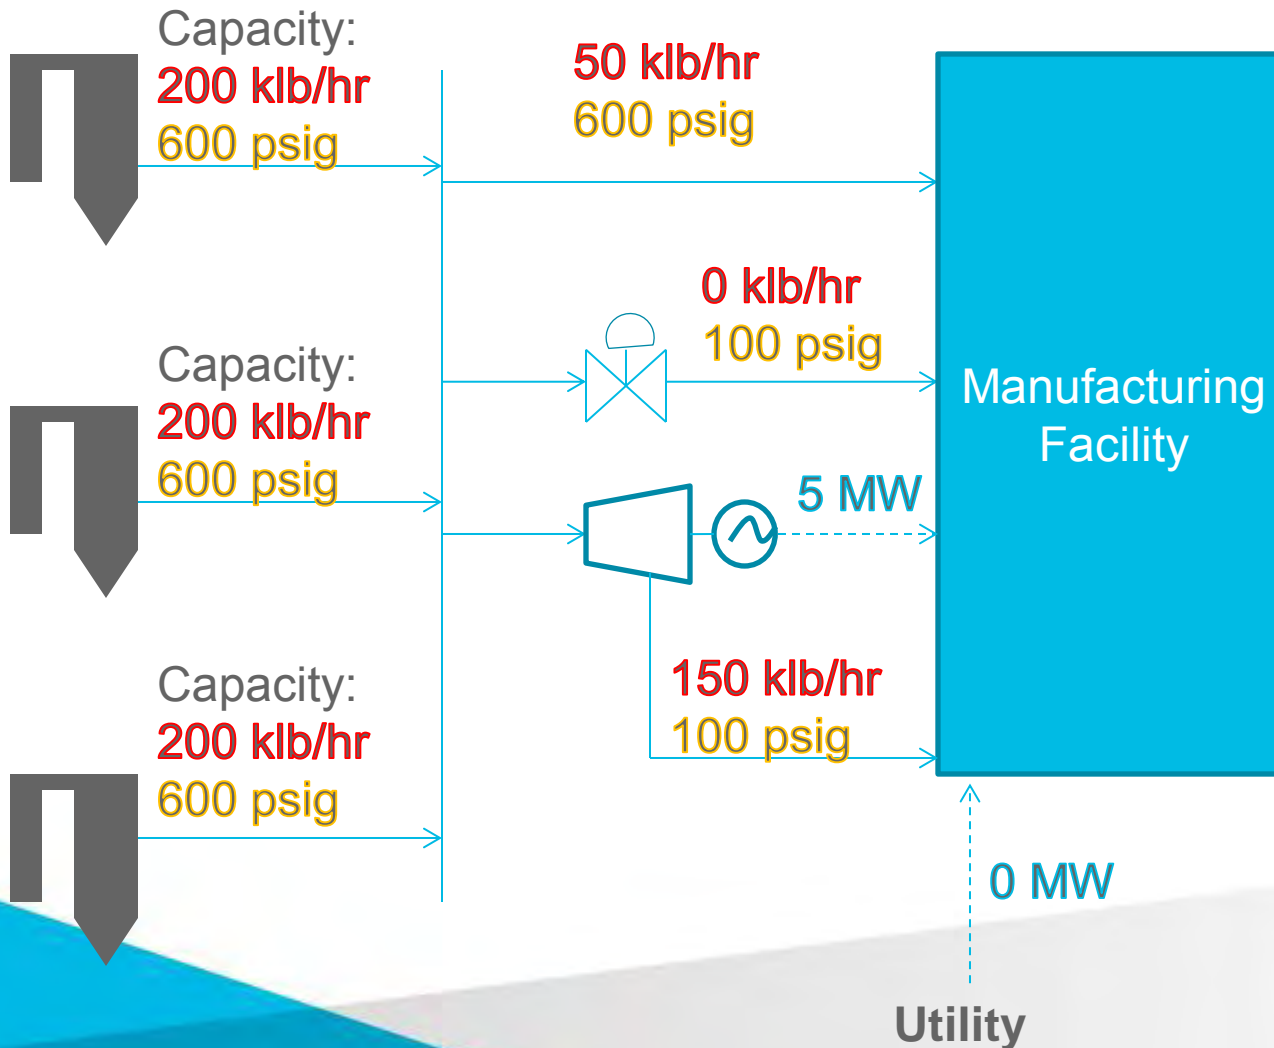 Capacity:
200 klb/hr
600 psig
50 klb/hr
600 psig
0 klb/hr
100 psig
Capacity:
200 klb/hr
600 psig
5 MW
150 klb/hr
100 psig
Capacity:
200 klb/hr
600 psig
Manufacturing
Facility
0 MW
Utility